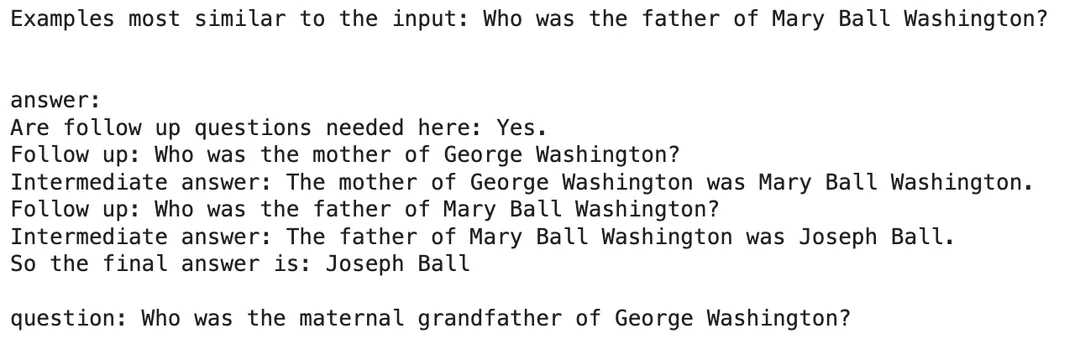 Examples most similar to the input: Who was the father of Mary Ball Washington?
answer:
Are follow up questions needed here: Yes.
Follow up: Who was the mother of George Washington?
Intermediate answer: The mother of George Washington was Mary Ball Washington.
Follow up: Who was the father of Mary Ball Washington?
Intermediate answer: The father of Mary Ball Washington was Joseph Ball.
So the final answer is: Joseph Ball
question: Who was the maternal grandfather of George Washington?